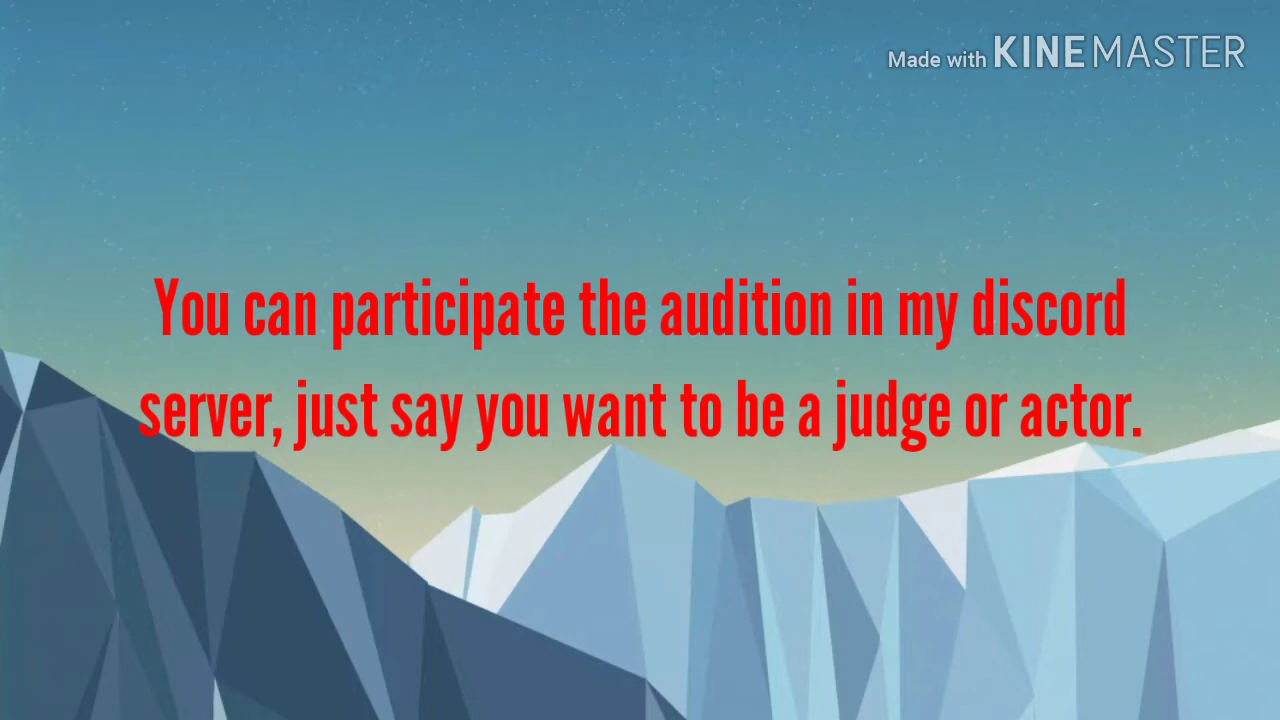 Made with KINEMASTER
You can participate the audition in my discord
server, just say you want to be a judge or actor.